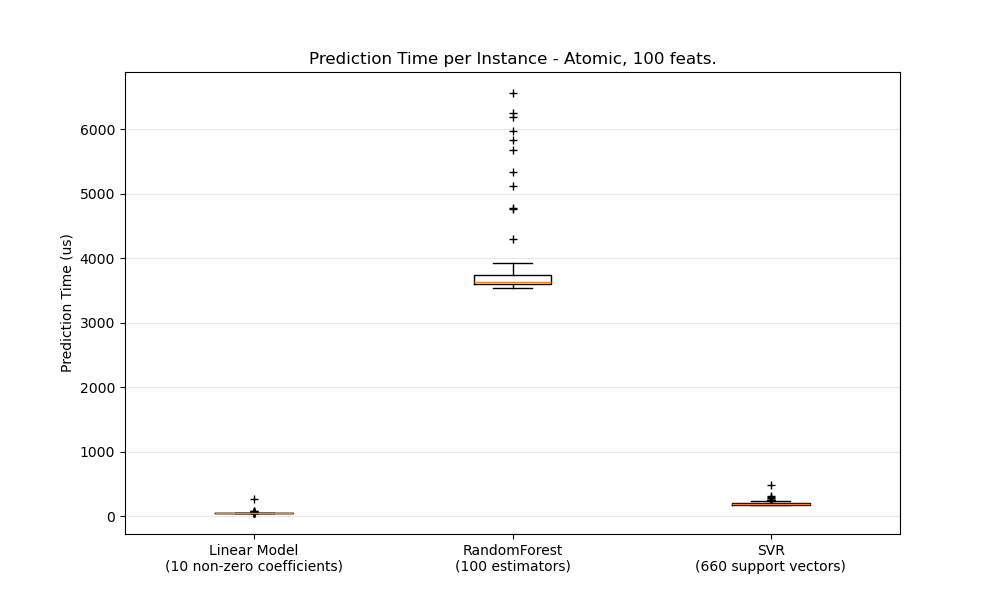 Prediction Time per Instance - Atomic, 100 feats.
Prediction Time (us)
6000
5000
4000
3000
2000
1000
0
Linear Model
(10 non-zero coefficients)
RandomForest
(100 estimators)
SVR
(660 support vectors)